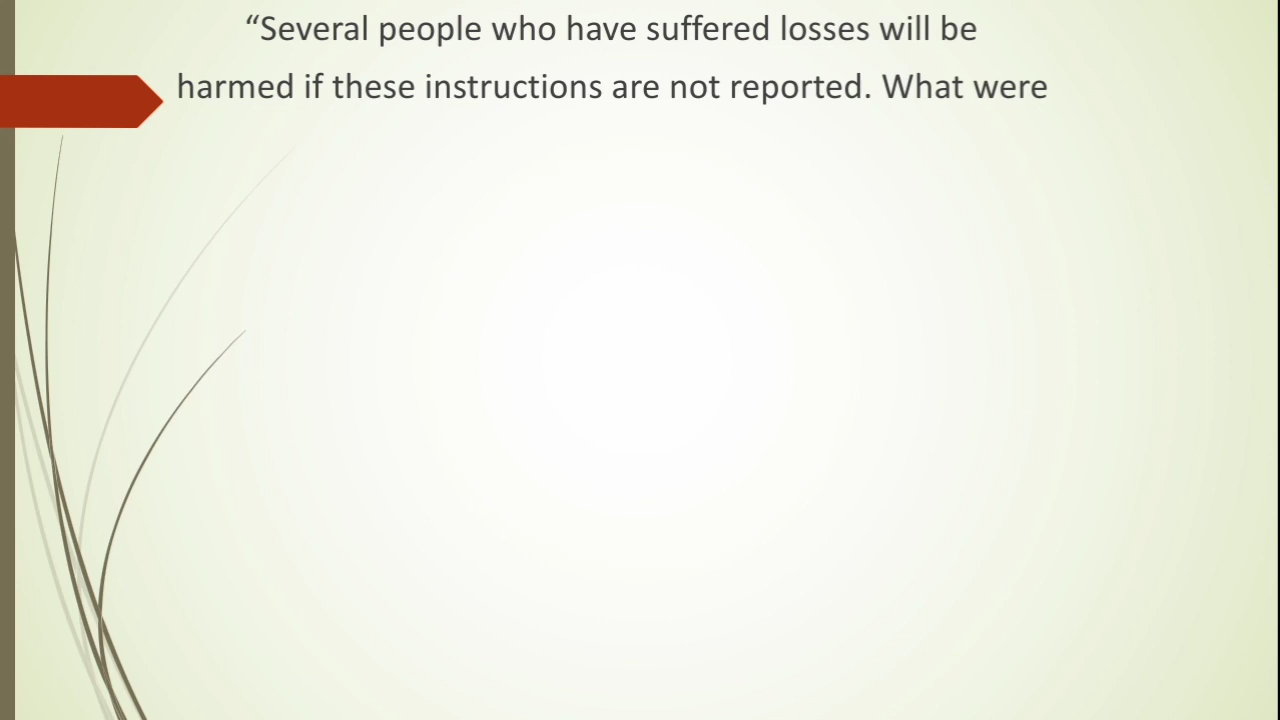 “Several people who have suffered losses will be
harmed if these instructions are not reported. What were